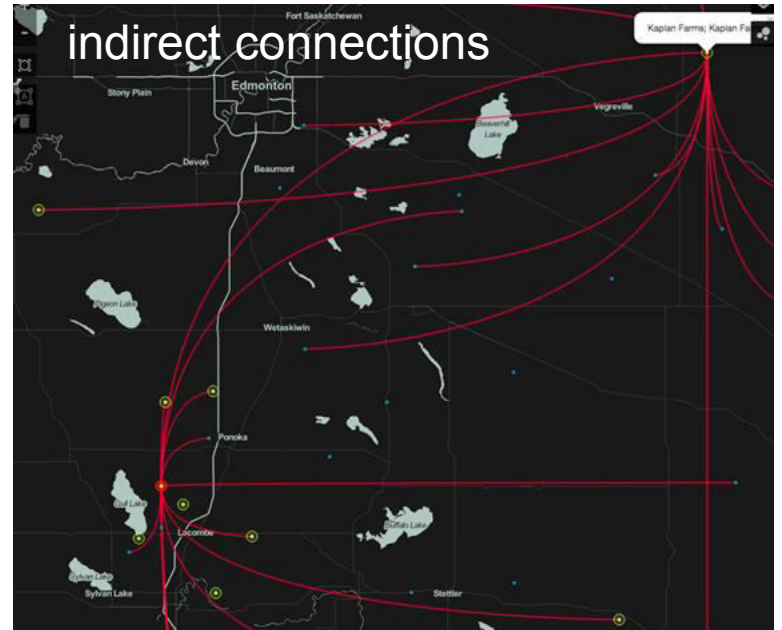 Fort Saskatchewan
indirect connections
Kaplan Farms; Kaplan Fa
Edmonton
Stony Plain
Vegreville
Beaverhill
Lake
Devon
Beaumont
Pigeon Lake
Wetaskiwin
Ponoka
Gull Lake
Buffalo Lake
Lacombe
Sylvan Lake
Sylvan Lake
Stettler